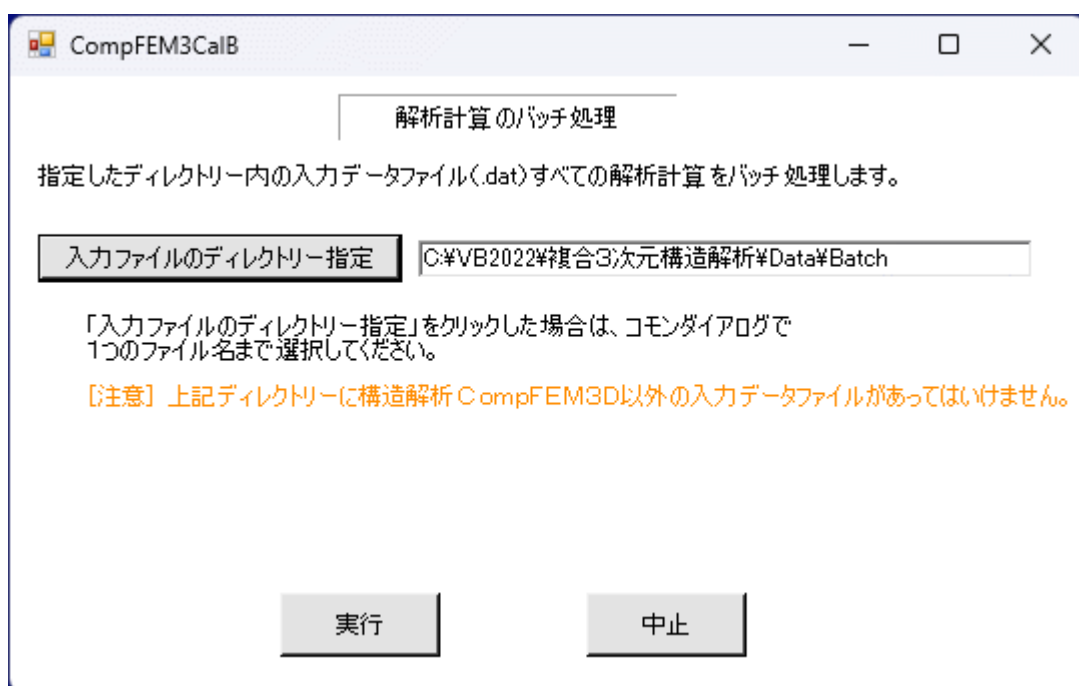 CompFEM3CalB
解析計算のバッチ処理
指定したディレクトリー内の入力データファイル(.dat)すべての解析計算をバッチ処理します。
入力ファイルのディレクトリー指定
C:¥VB2022¥複合3次元構造解析¥Data¥Batch
「入力ファイルのディレクトリー指定」をクリックした場合は、コモンダイアログで
1つのファイル名まで選択してください。
［注意］上記ディレクトリーに構造解析ＣｏｍｐＦＥＭ３Ｄ以外の入力データファイルがあってはいけません。
実行
中止